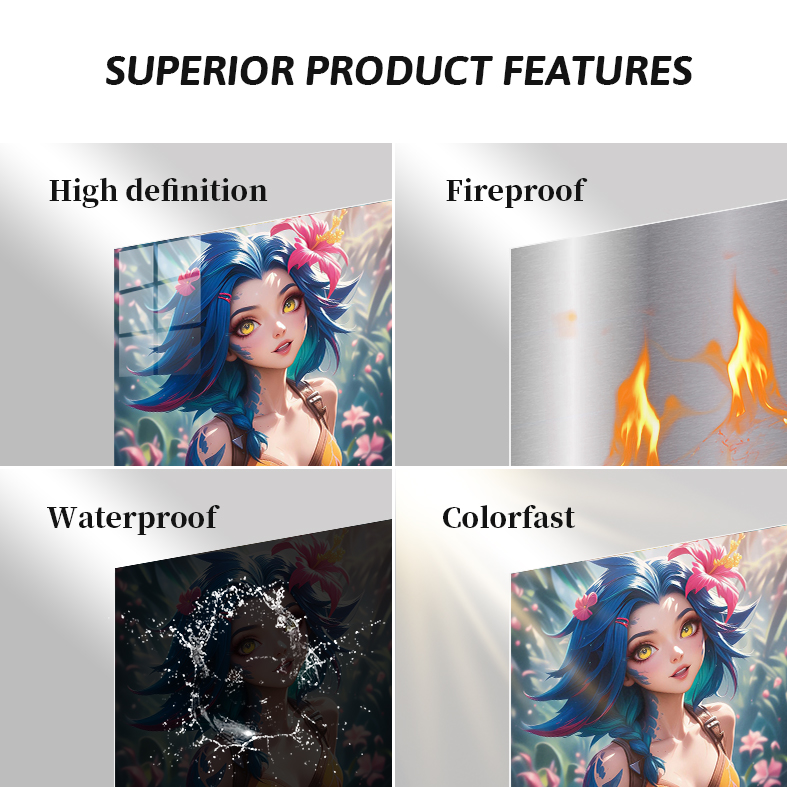 SUPERIOR PRODUCT FEATURES
High definition
Fireproof
Waterproof
Colorfast